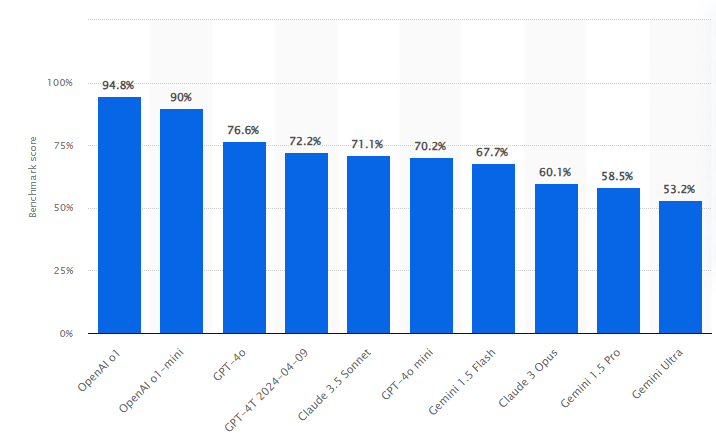 Benchmark score
100%
75%
50%
25%
0%
94.8%
90%
76.6%
72.2%
71.1%
70.2%
67.7%
60.1%
58.5%
53.2%
OpenAI o1
OpenAI o1-mini
GPT-4o
GPT-4T 2024-04-09
Claude 3.5 Sonnet
GPT-4o mini
Gemini 1.5 Flash
Claude 3 Opus
Gemini 1.5 Pro
Gemini Ultra